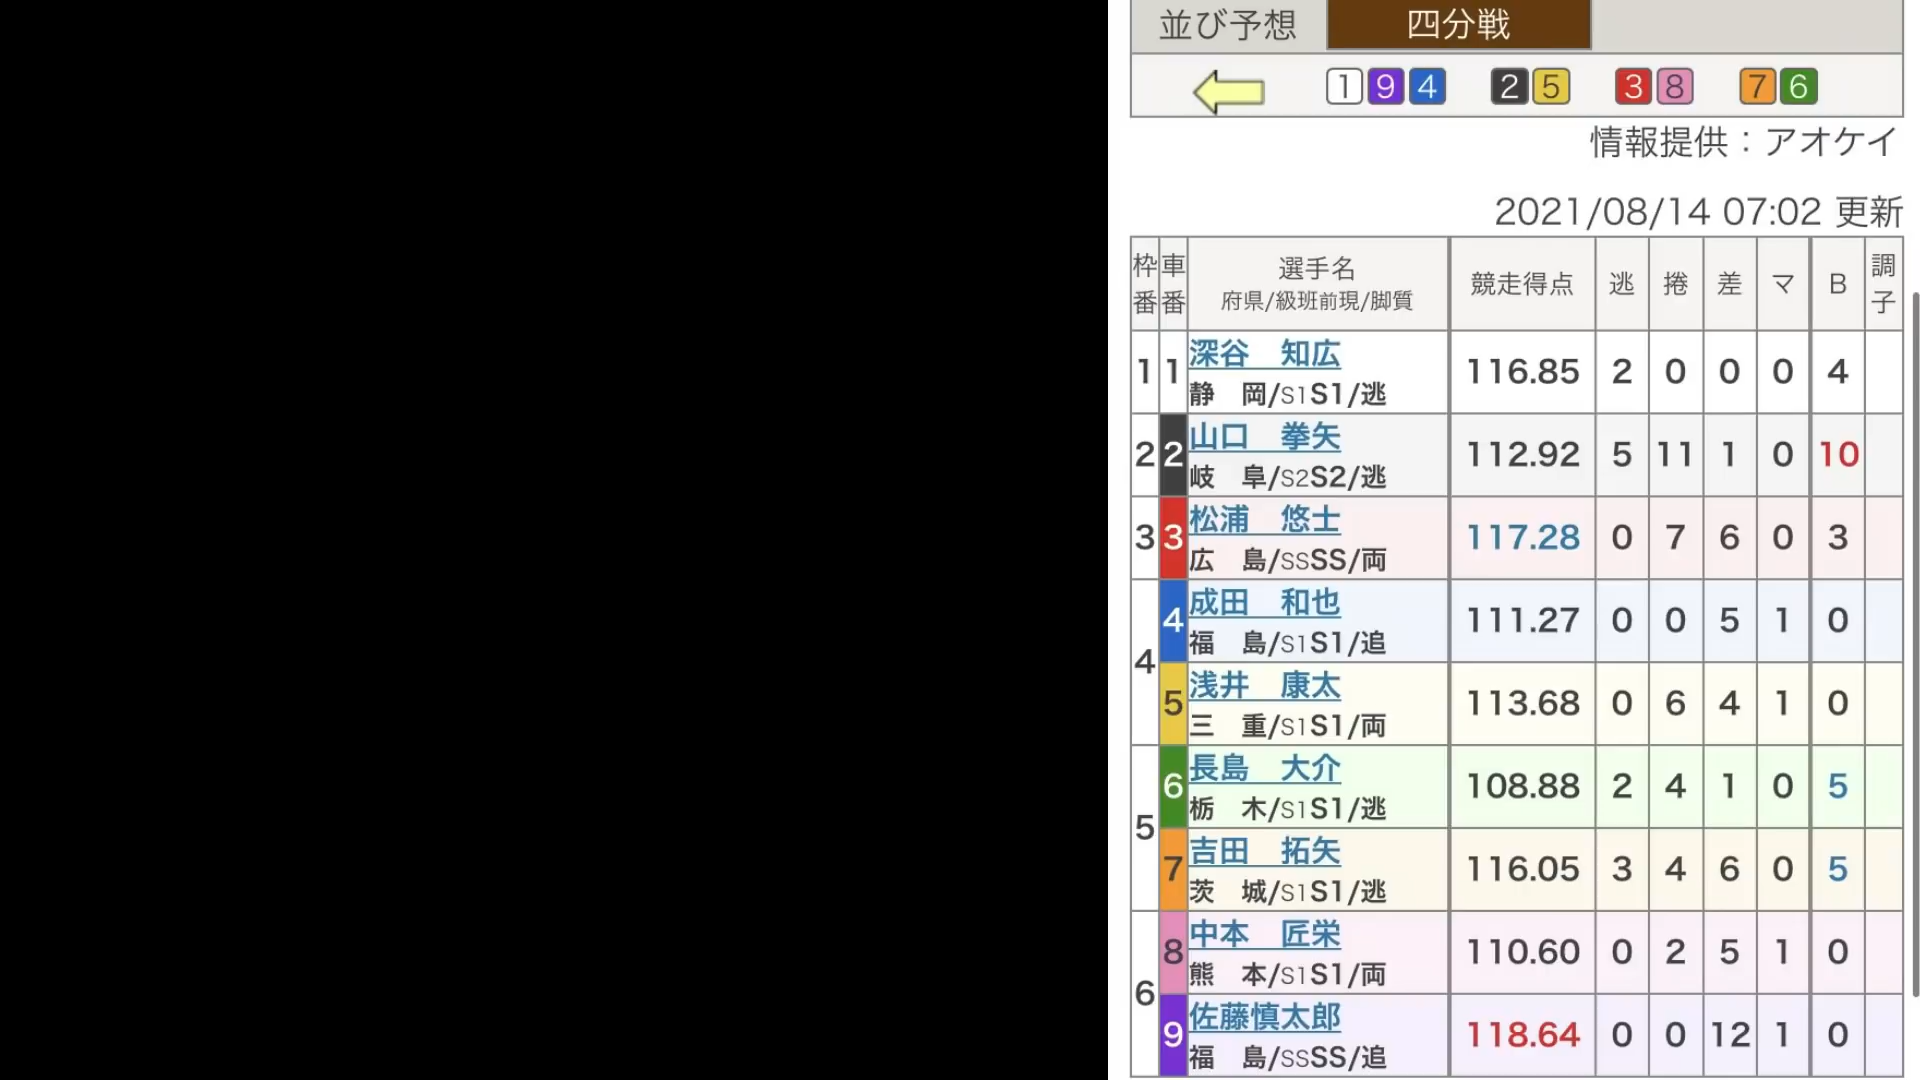 並び予想 四分戦
1 9 4 2 5 3 8 7 6
情報提供：アオケイ
2021/08/14 07:02 更新
枠番 車番 選手名 府県/級班前現/脚質 競走得点 逃 捲 差 マ B 調子
1 1 深谷　知広 116.85 2 0 0 0 4
静　岡/S1S1/逃
2 2 山口　拳矢 112.92 5 11 1 0 10
岐　阜/S2S2/逃
3 3 松浦　悠士 117.28 0 7 6 0 3
広　島/SSSS/両
4 4 成田　和也 111.27 0 0 5 1 0
福　島/S1S1/追
5 浅井　康太 113.68 0 6 4 1 0
三　重/S1S1/両
5 6 長島　大介 108.88 2 4 1 0 5
栃　木/S1S1/逃
7 吉田　拓矢 116.05 3 4 6 0 5
茨　城/S1S1/逃
6 8 中本　匠栄 110.60 0 2 5 1 0
熊　本/S1S1/両
9 佐藤慎太郎 118.64 0 0 12 1 0
福　島/SSSS/追